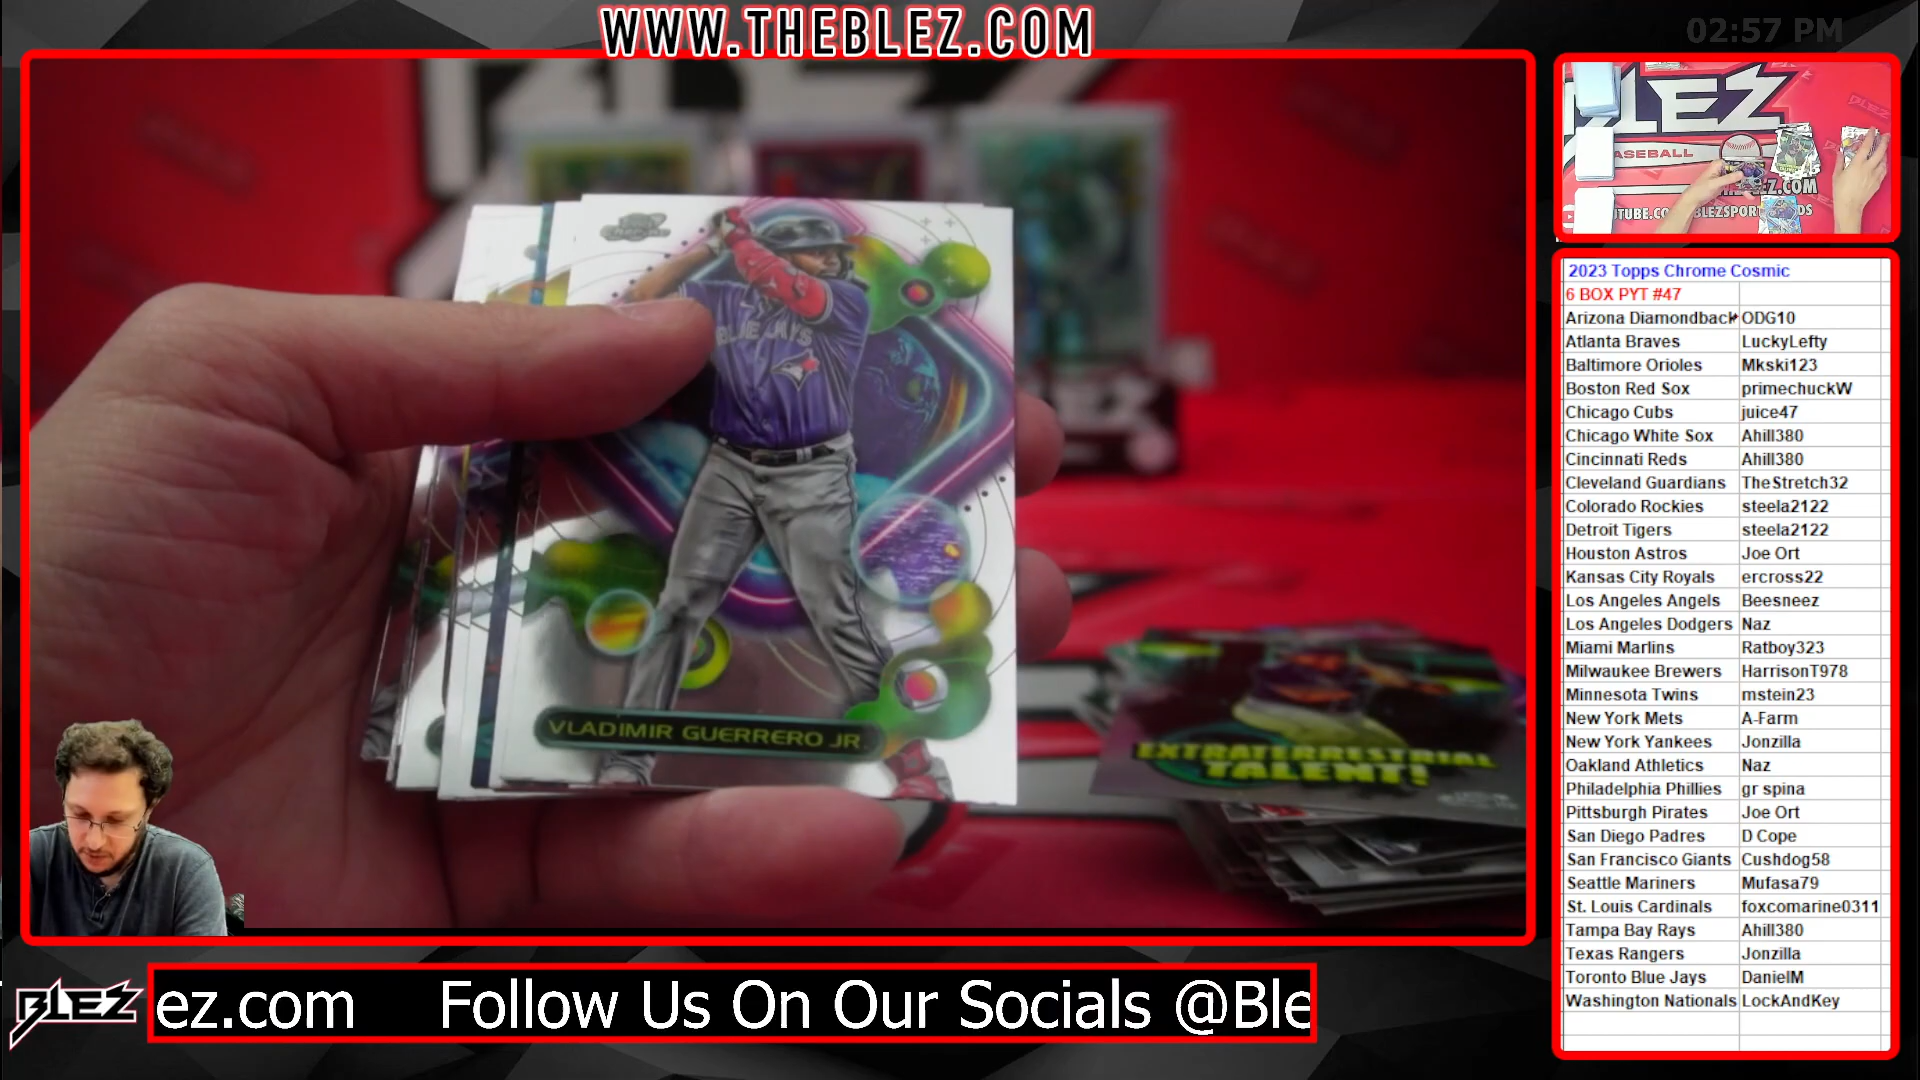 WWW.THEBLEZ.COM
02:57 PM
BLUE JAYS
VLADIMIR GUERRERO JR.
EXTRATERRESTRIAL
TALENT!
BLEZ
ASEBALL
2023 Topps Chrome Cosmic
6 BOX PYT #47
Arizona Diamondback ODG10
Atlanta Braves LuckyLefty
Baltimore Orioles Mkski123
Boston Red Sox primechuckW
Chicago Cubs juice47
Chicago White Sox Ahill380
Cincinnati Reds Ahill380
Cleveland Guardians TheStretch32
Colorado Rockies steela2122
Detroit Tigers steela2122
Houston Astros Joe Ort
Kansas City Royals ercross22
Los Angeles Angels Beesneez
Los Angeles Dodgers Naz
Miami Marlins Ratboy323
Milwaukee Brewers HarrisonT978
Minnesota Twins mstein23
New York Mets A-Farm
New York Yankees Jonzilla
Oakland Athletics Naz
Philadelphia Phillies gr spina
Pittsburgh Pirates Joe Ort
San Diego Padres D Cope
San Francisco Giants Cushdog58
Seattle Mariners Mufasa79
St. Louis Cardinals foxcomarine0311
Tampa Bay Rays Ahill380
Texas Rangers Jonzilla
Toronto Blue Jays DanielM
Washington Nationals LockAndKey
BLEZ
ez.com Follow Us On Our Socials @Ble